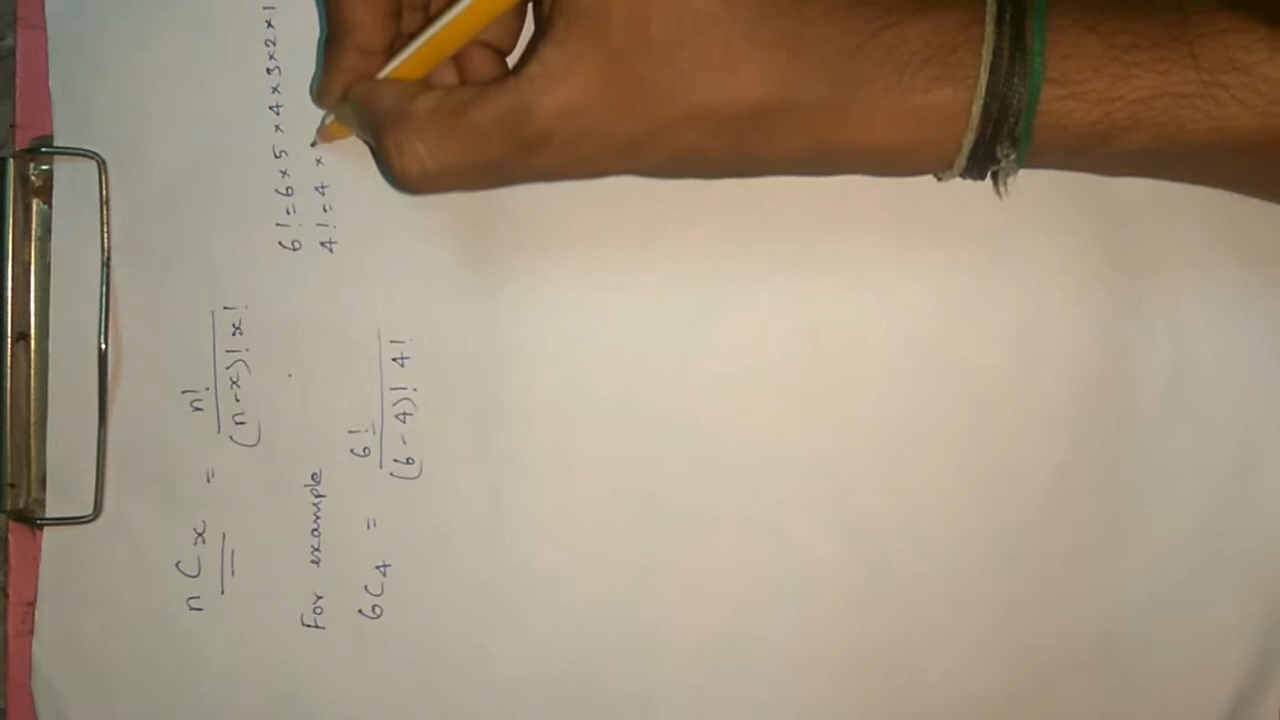 nCx = n! / (n-x)! x!
For example
6C4 = 6! / (6-4)! 4!
6! = 6 x 5 x 4 x 3 x 2 x 1
4! = 4 x